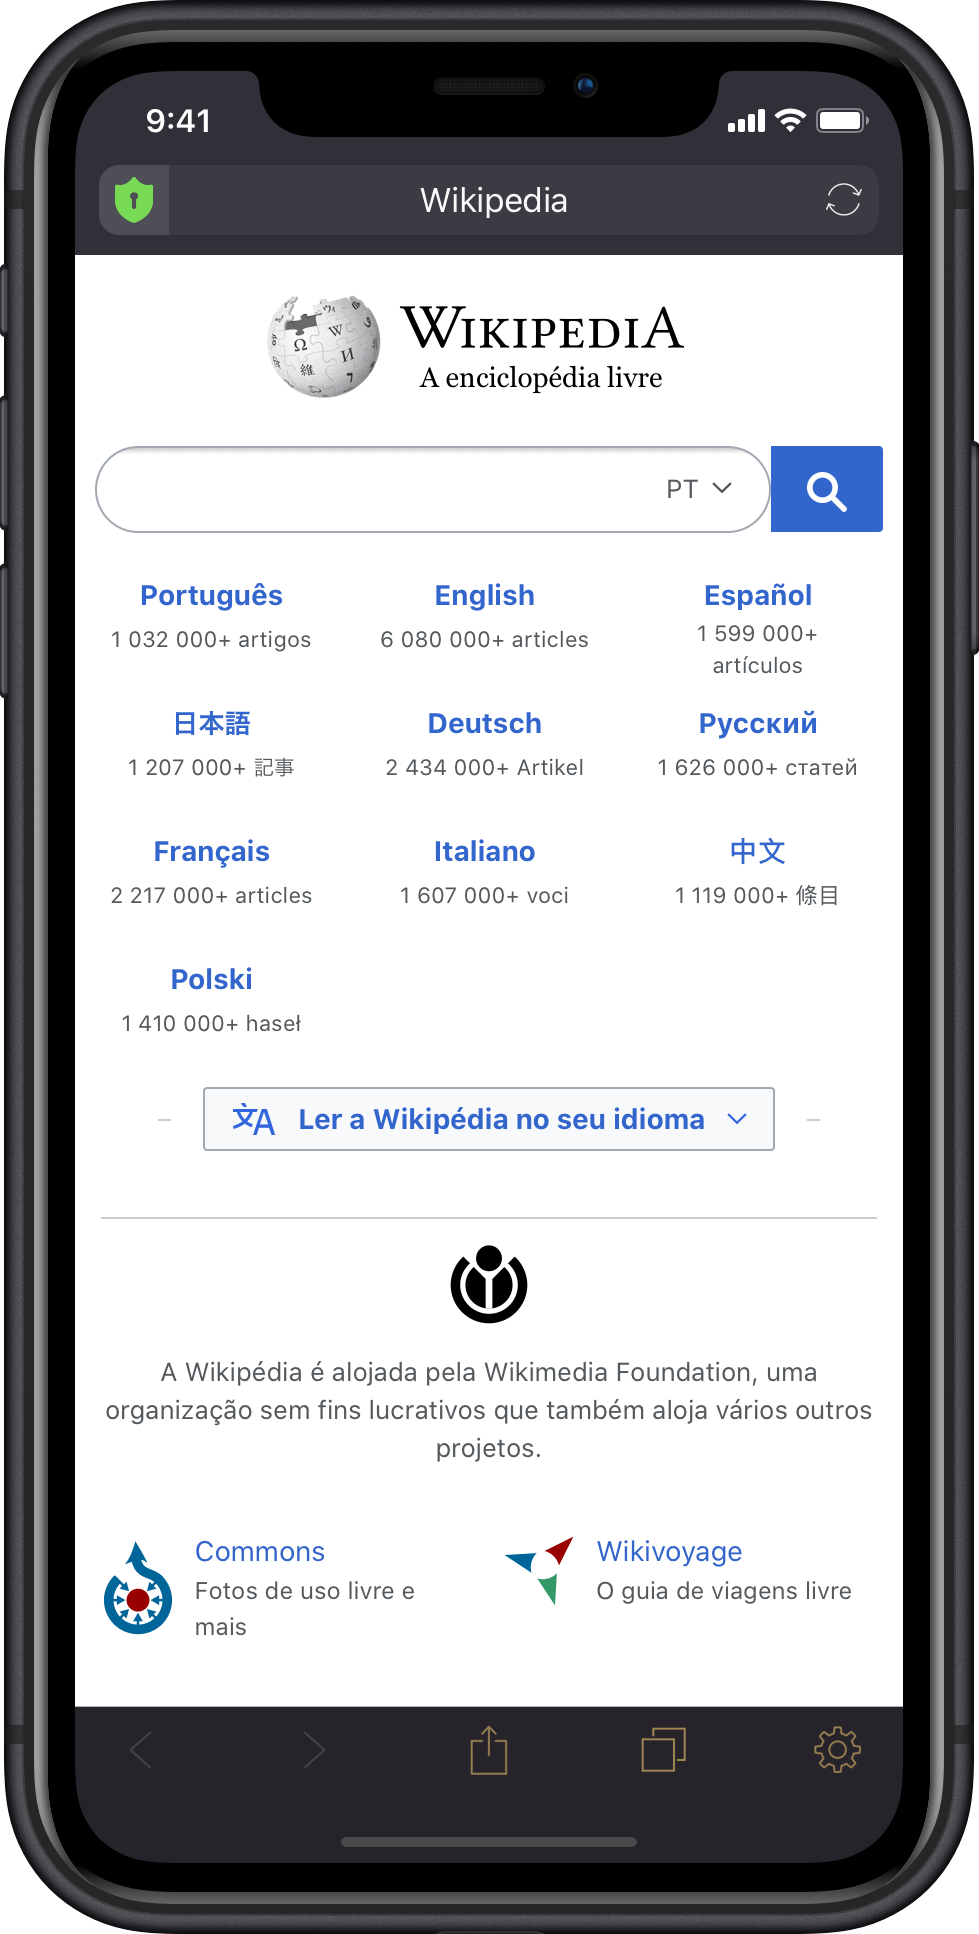 9:41
Wikipedia
WIKIPEDIA
A enciclopédia livre
PT
Português
1 032 000+ artigos
English
6 080 000+ articles
Español
1 599 000+
artículos
日本語
1 207 000+ 記事
Deutsch
2 434 000+ Artikel
Русский
1 626 000+ статей
Français
2 217 000+ articles
Italiano
1 607 000+ voci
中文
1 119 000+ 條目
Polski
1 410 000+ haseł
Ler a Wikipédia no seu idioma
A Wikipédia é alojada pela Wikimedia Foundation, uma
organização sem fins lucrativos que também aloja vários outros
projetos.
Commons
Fotos de uso livre e
mais
Wikivoyage
O guia de viagens livre